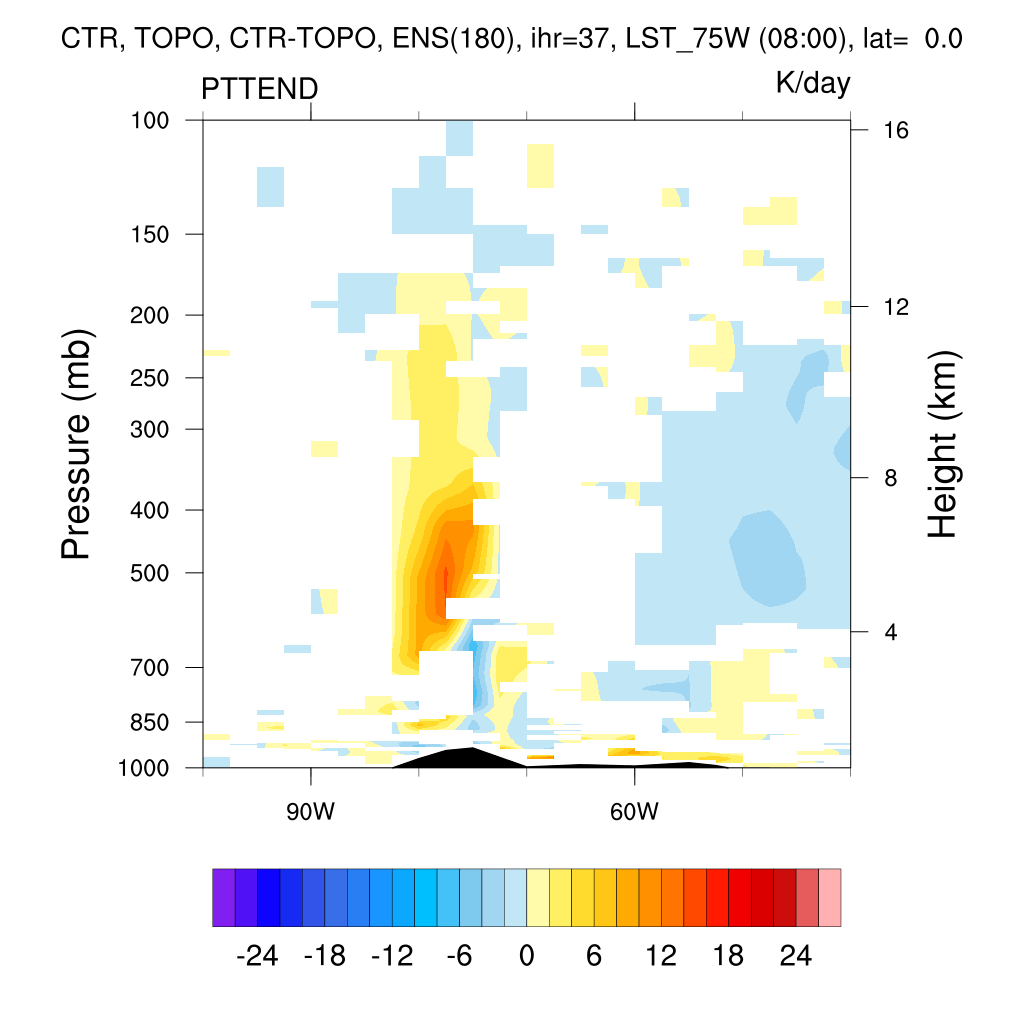 CTR, TOPO, CTR-TOPO, ENS(180), ihr=37, LST_75W (08:00), lat=  0.0
PTTEND
K/day
100
150
200
250
300
400
500
700
850
1000
Pressure (mb)
16
12
8
4
Height (km)
90W
60W
-24 -18 -12 -6 0 6 12 18 24